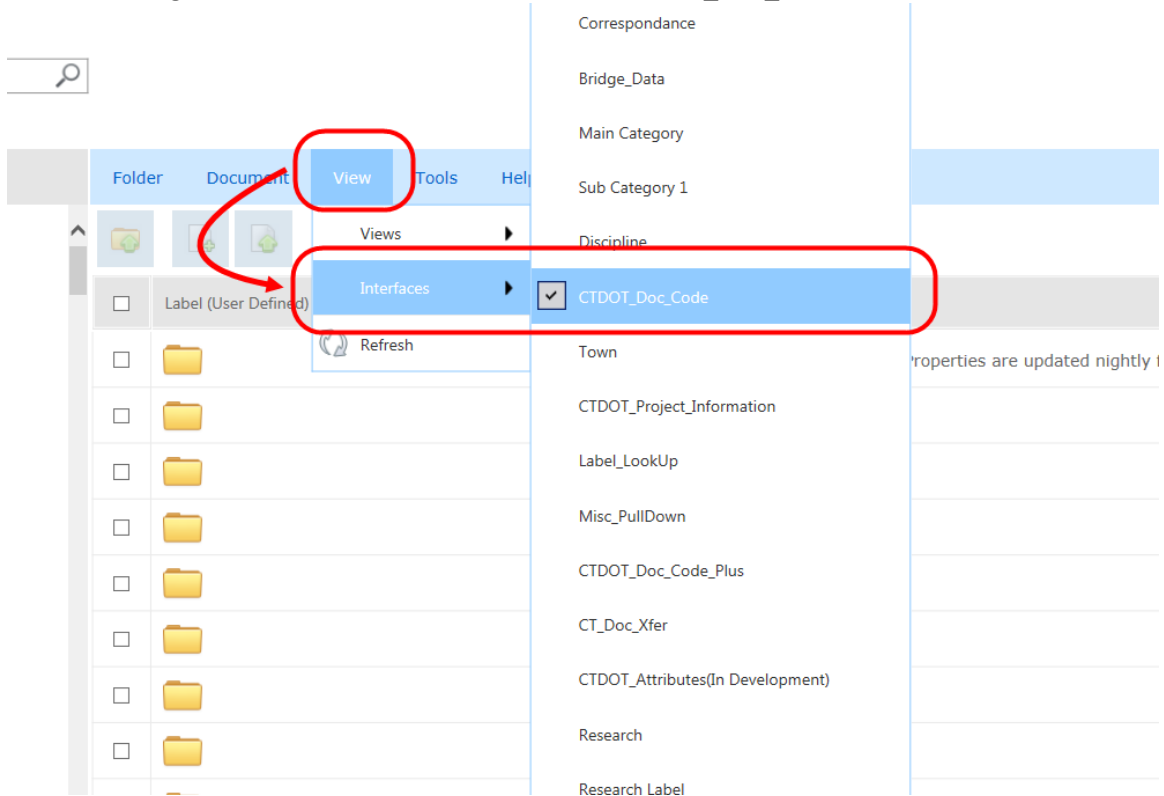 Correspondance
Bridge_Data
Main Category
Folder Document View Tools Hel
Sub Category 1
Views
Discipline
Interfaces
CTDOT_Doc_Code
Label (User Defined)
Refresh
Town
Properties are updated nightly f
CTDOT_Project_Information
Label_LookUp
Misc_PullDown
CTDOT_Doc_Code_Plus
CT_Doc_Xfer
CTDOT_Attributes(In Development)
Research
Research Label